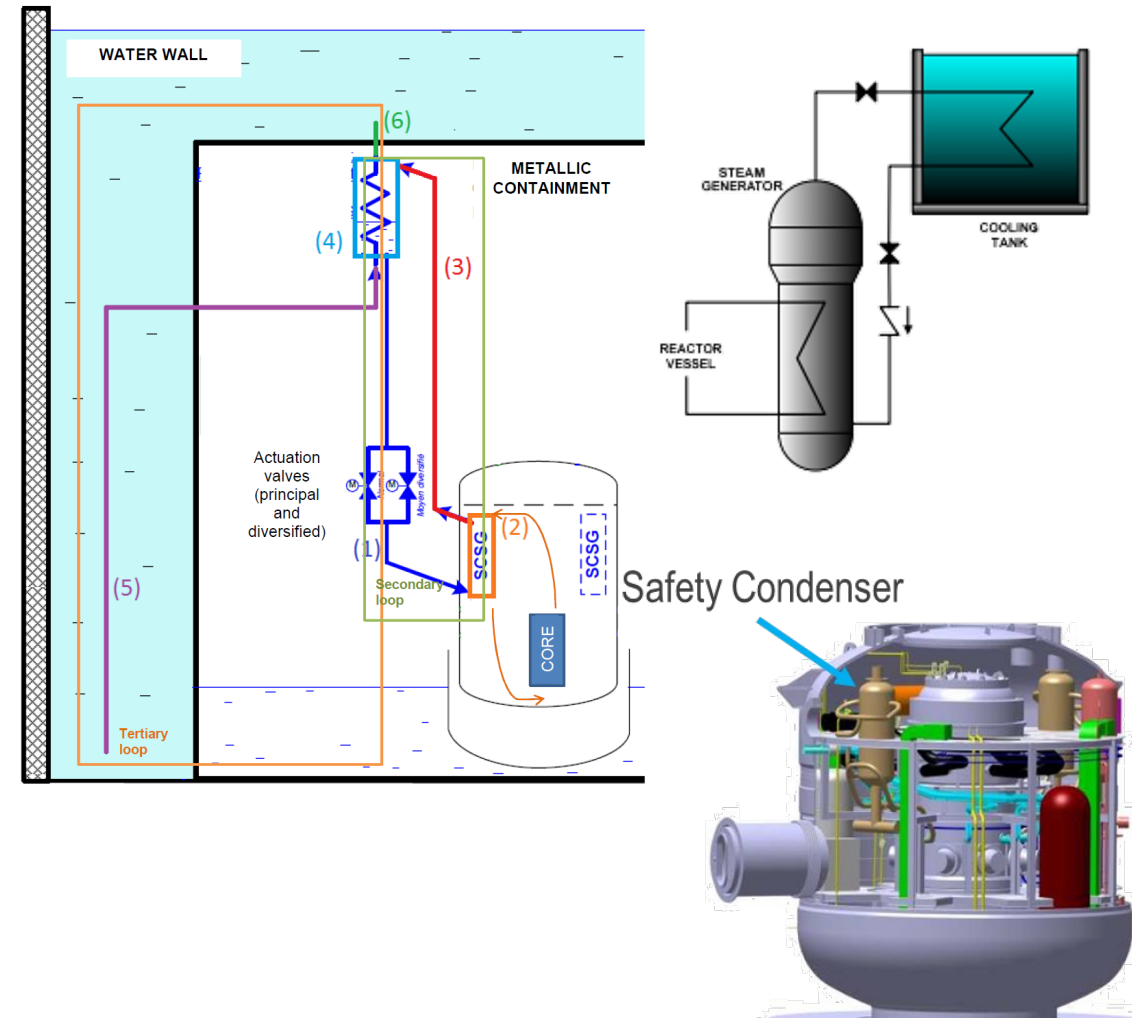 WATER WALL
(6)
METALLIC
CONTAINMENT
(4)
(3)
Actuation
valves
(principal
and
diversified)
M
M
Normal
Moyen diversifié
(1)
(2)
SCSG
SCSG
Secondary
loop
CORE
(5)
Tertiary
loop
STEAM
GENERATOR
COOLING
TANK
REACTOR
VESSEL
Safety Condenser